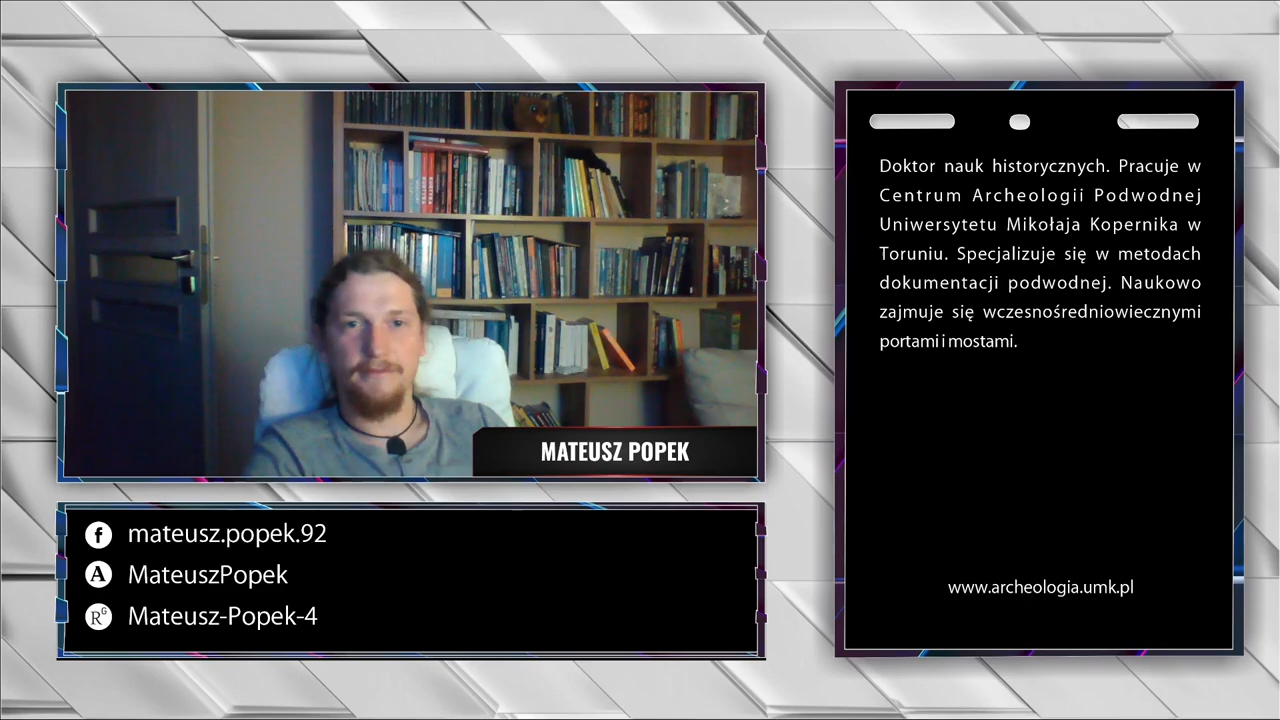 MATEUSZ POPEK
mateusz.popek.92
MateuszPopek
Mateusz-Popek-4
Doktor nauk historycznych. Pracuje w
Centrum Archeologii Podwodnej
Uniwersytetu Mikołaja Kopernika w
Toruniu. Specjalizuje się w metodach
dokumentacji podwodnej. Naukowo
zajmuje się wczesnośredniowiecznymi
portami i mostami.
www.archeologia.umk.pl